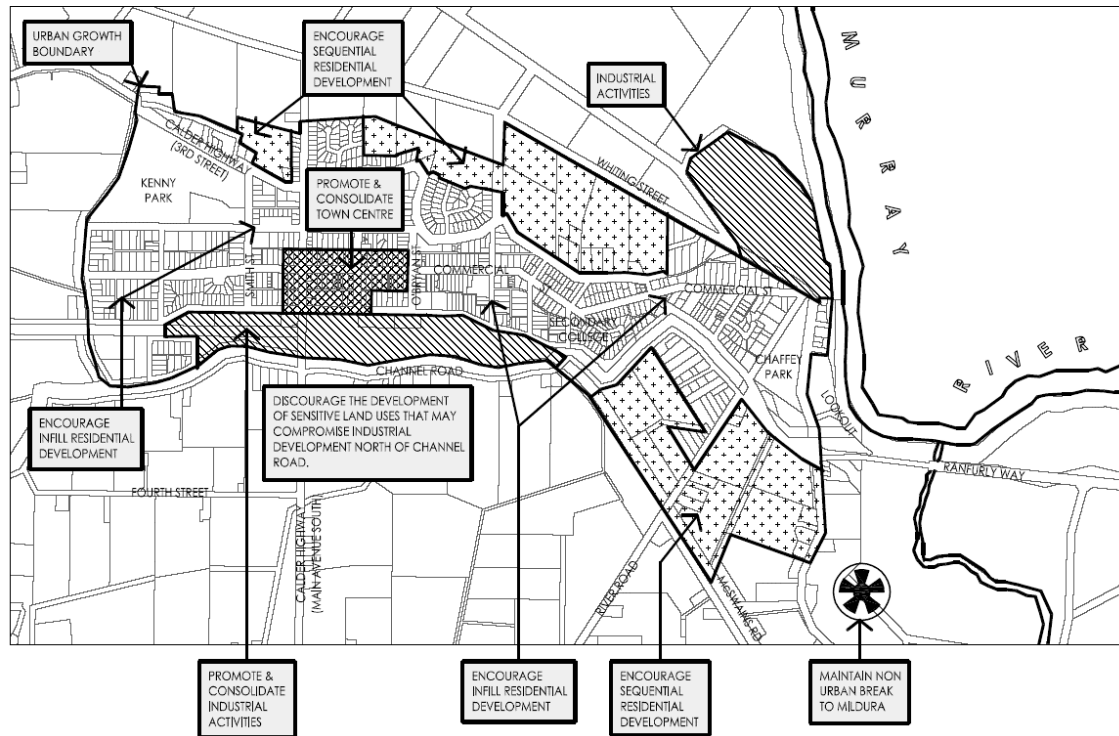 URBAN GROWTH
BOUNDARY
ENCOURAGE
SEQUENTIAL
RESIDENTIAL
DEVELOPMENT
INDUSTRIAL
ACTIVITIES
MURRAY
CALDER HIGHWAY
(3RD STREET)
WHITING STREET
KENNY
PARK
PROMOTE &
CONSOLIDATE
TOWN CENTRE
SMITH ST
O'BRYAN ST
COMMERCIAL
COMMERCIAL ST
SECONDARY
COLLEGE
CHAFFEY
PARK
RIVER
LOOKOUT
CHANNEL ROAD
ENCOURAGE
INFILL RESIDENTIAL
DEVELOPMENT
DISCOURAGE THE DEVELOPMENT
OF SENSITIVE LAND USES THAT MAY
COMPROMISE INDUSTRIAL
DEVELOPMENT NORTH OF CHANNEL
ROAD.
RANFURLY WAY
FOURTH STREET
CALDER HIGHWAY
(MAIN AVENUE SOUTH)
RIVER ROAD
McSWAINS RD
PROMOTE &
CONSOLIDATE
INDUSTRIAL
ACTIVITIES
ENCOURAGE
INFILL RESIDENTIAL
DEVELOPMENT
ENCOURAGE
SEQUENTIAL
RESIDENTIAL
DEVELOPMENT
MAINTAIN NON
URBAN BREAK
TO MILDURA